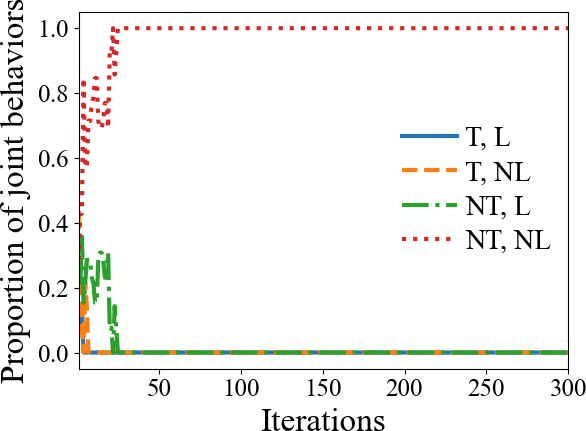 Proportion of joint behaviors
1.0
0.8
0.6
0.4
0.2
0.0
T, L
T, NL
NT, L
NT, NL
50
100
150
200
250
300
Iterations